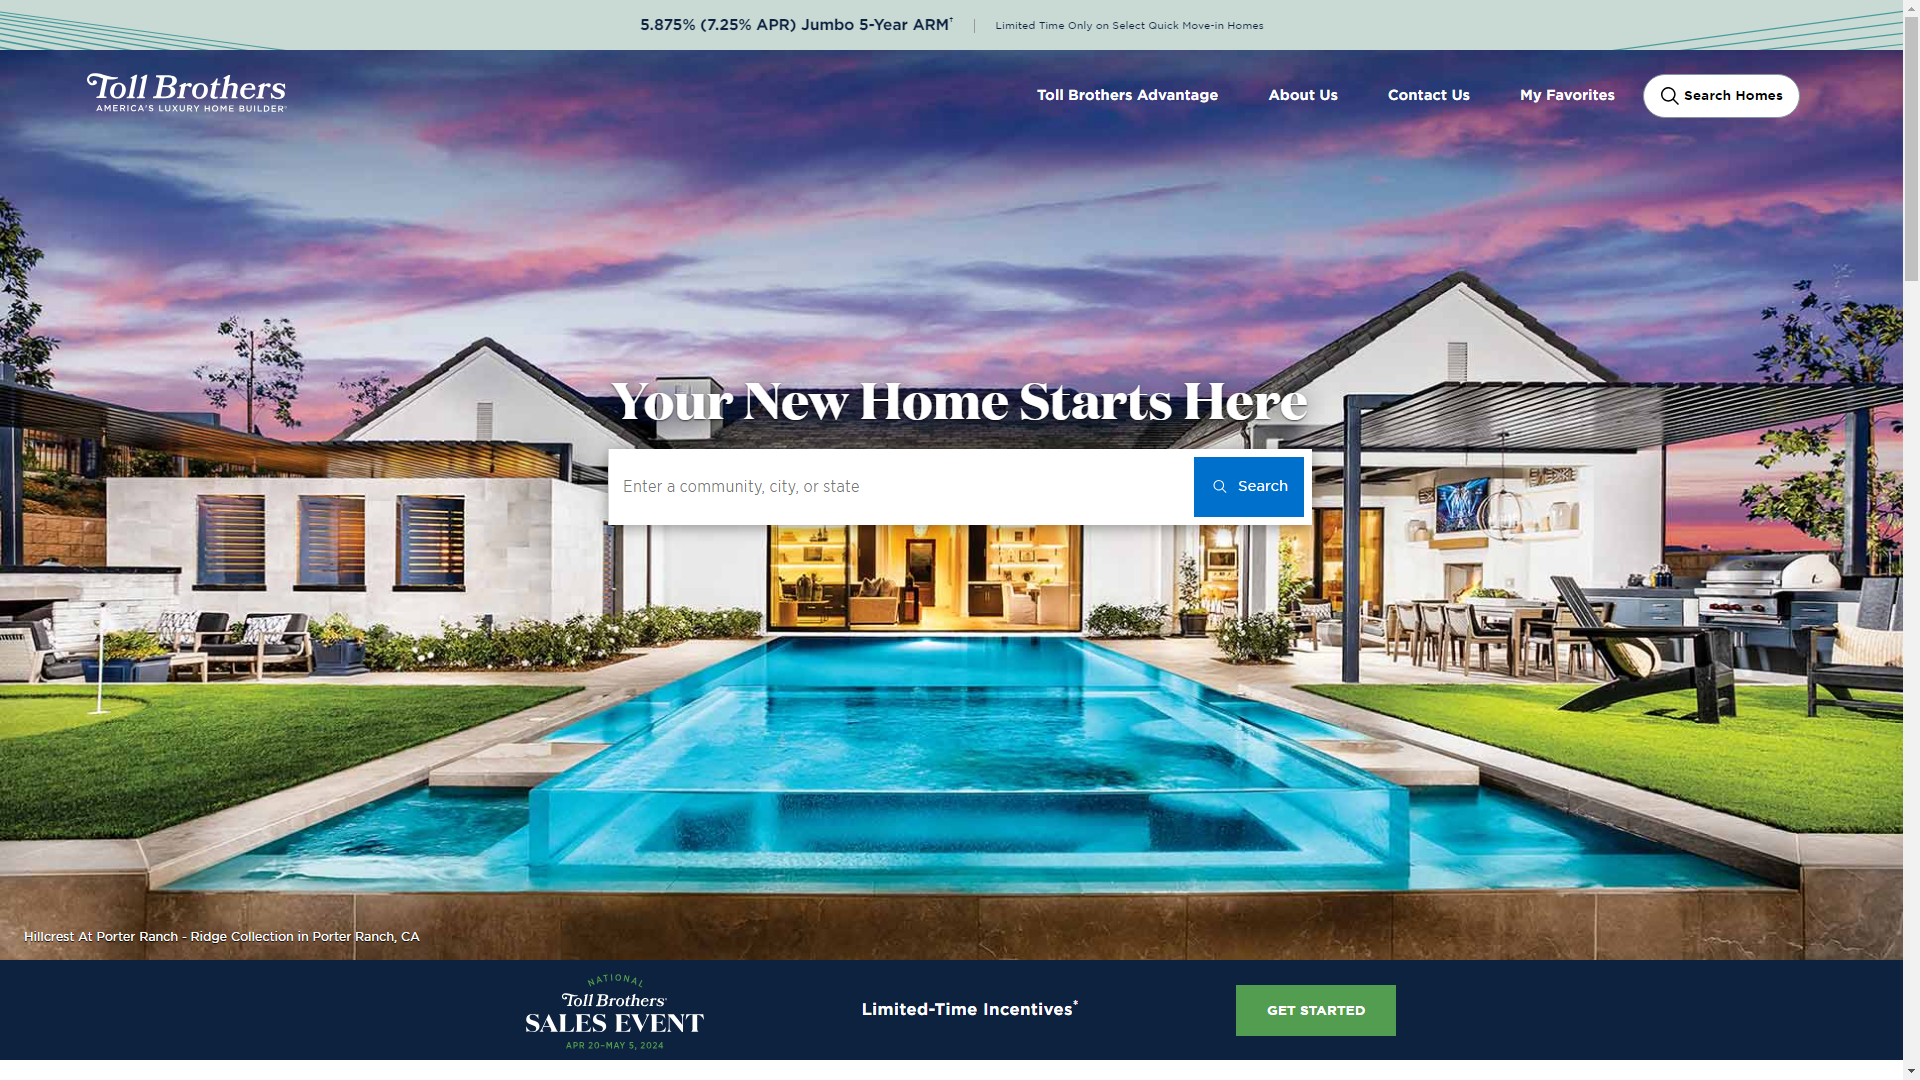 5.875% (7.25% APR) Jumbo 5-Year ARM†
Limited Time Only on Select Quick Move-in Homes
Toll Brothers
AMERICA'S LUXURY HOME BUILDER®
Toll Brothers Advantage
About Us
Contact Us
My Favorites
Search Homes
Your New Home Starts Here
Enter a community, city, or state
Search
Hillcrest At Porter Ranch - Ridge Collection in Porter Ranch, CA
NATIONAL
Toll Brothers®
SALES EVENT
APR 20–MAY 5, 2024
Limited-Time Incentives*
GET STARTED